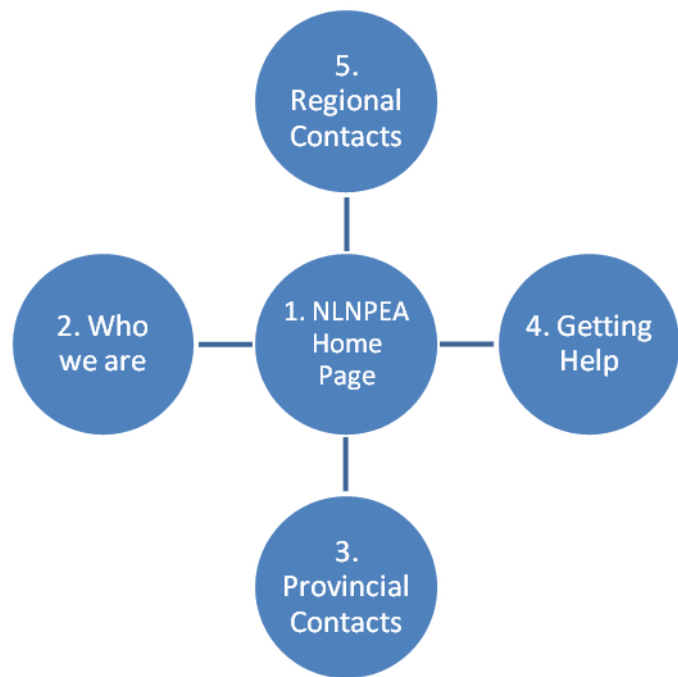 5.
Regional
Contacts
2. Who
we are
1. NLNPEA
Home
Page
4. Getting
Help
3.
Provincial
Contacts